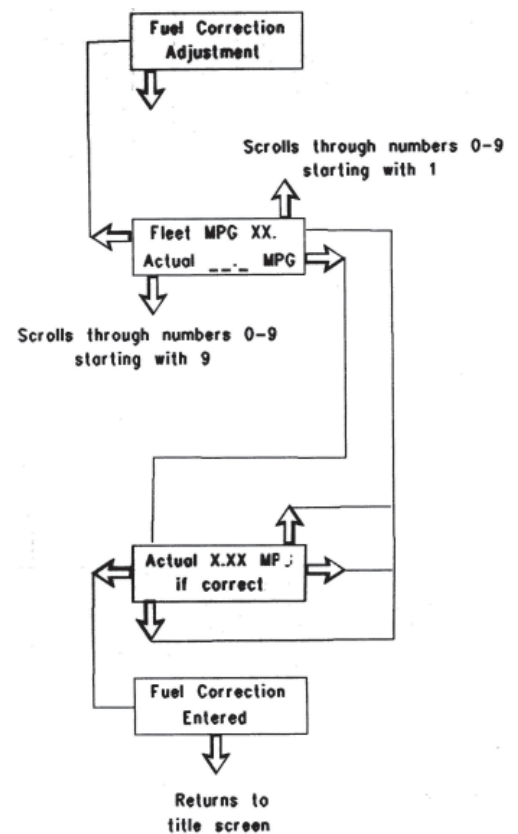 Fuel Correction
Adjustment
Scrolls through numbers 0-9
starting with 1
Fleet MPG XX.
Actual _ _._ MPG
Scrolls through numbers 0-9
starting with 9
Actual X.XX
if correct
Fuel Correction
Entered
Returns to
title screen